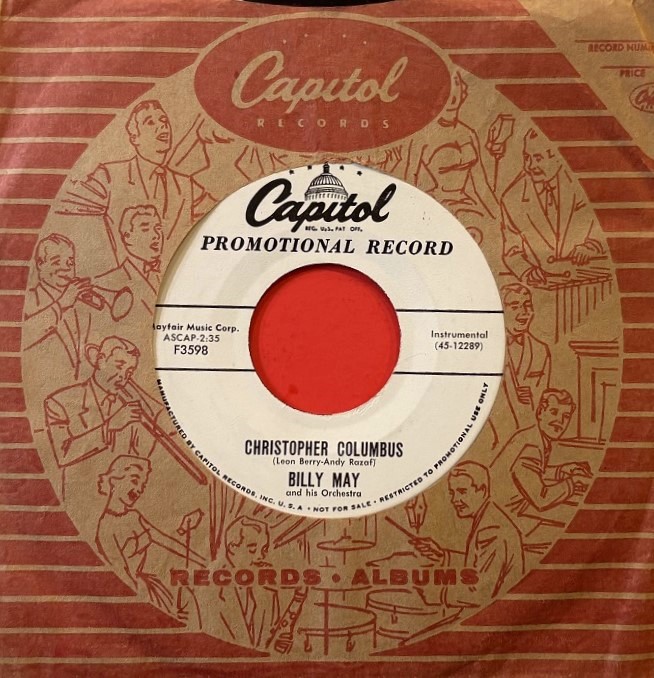 Capitol
RECORDS
RECORD NUM
PRICE
Capitol
REG. U.S. PAT. OFF.
PROMOTIONAL RECORD
ayfair Music Corp.
ASCAP-2:35
F3598
Instrumental
(45-12289)
CHRISTOPHER COLUMBUS
(Leon Berry-Andy Razaf)
BILLY MAY
and his Orchestra
MANUFACTURED BY CAPITOL RECORDS, INC. U. S. A. • NOT FOR SALE • RESTRICTED TO PROMOTIONAL USE ONLY
RECORDS • ALBUMS